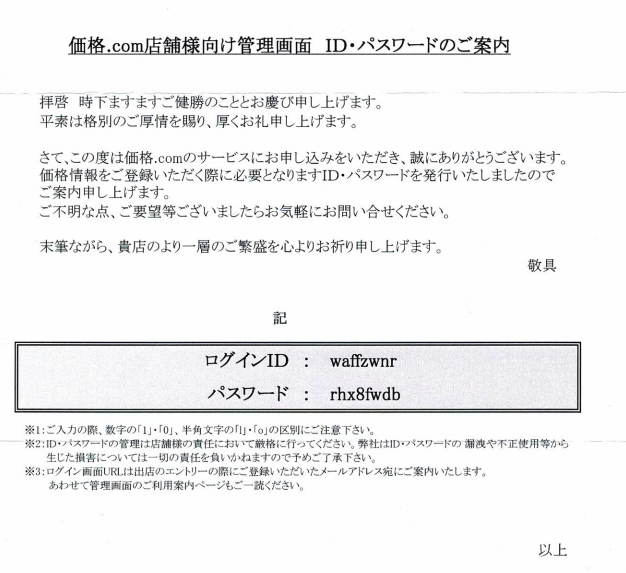 価格.com店舗様向け管理画面　ID・パスワードのご案内
拝啓　時下ますますご健勝のこととお慶び申し上げます。
平素は格別のご厚情を賜り、厚くお礼申し上げます。
さて、この度は価格.comのサービスにお申し込みをいただき、誠にありがとうございます。
価格情報をご登録いただく際に必要となりますID・パスワードを発行いたしましたので
ご案内申し上げます。
ご不明な点、ご要望等ございましたらお気軽にお問い合せください。
末筆ながら、貴店のより一層のご繁盛を心よりお祈り申し上げます。
敬具
記
ログインID　：　waffzwnr
パスワード　：　rhx8fwdb
※1：ご入力の際、数字の「1」・「0」、半角文字の「l」・「o」の区別にご注意下さい。
※2：ID・パスワードの管理は店舗様の責任において厳格に行ってください。弊社はID・パスワードの 漏洩や不正使用等から
生じた損害については一切の責任を負いかねますので予めご了承下さい。
※3：ログイン画面URLは出店のエントリーの際にご登録いただいたメールアドレス宛にご案内いたします。
あわせて管理画面のご利用案内ページもご一読ください。
以上